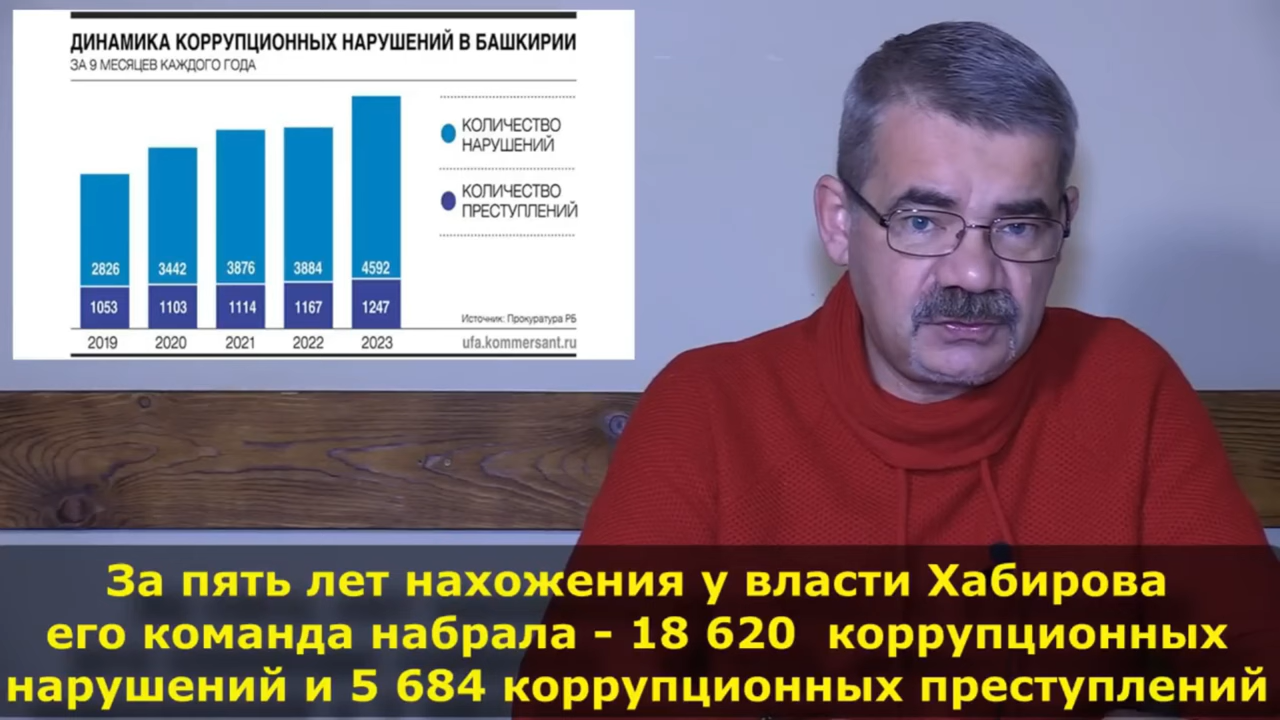 ДИНАМИКА КОРРУПЦИОННЫХ НАРУШЕНИЙ В БАШКИРИИ
ЗА 9 МЕСЯЦЕВ КАЖДОГО ГОДА
КОЛИЧЕСТВО
НАРУШЕНИЙ
КОЛИЧЕСТВО
ПРЕСТУПЛЕНИЙ
2826 3442 3876 3884 4592
1053 1103 1114 1167 1247
2019 2020 2021 2022 2023
Источник: Прокуратура РБ
ufa.kommersant.ru
За пять лет нахожения у власти Хабирова
его команда набрала - 18 620 коррупционных
нарушений и 5 684 коррупционных преступлений